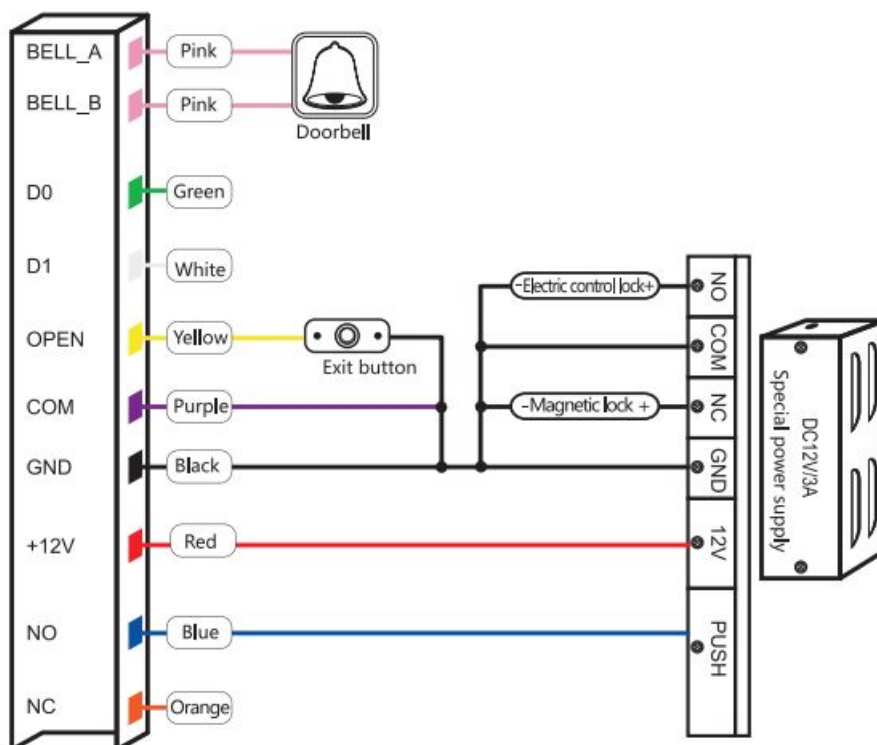 BELL_A
Pink
BELL_B
Pink
Doorbell
D0
Green
D1
White
OPEN
Yellow
Exit button
COM
Purple
GND
Black
+12V
Red
NO
Blue
NC
Orange
-Electric control lock+
NO
COM
-Magnetic lock +
NC
GND
12V
PUSH
DC12V/3A
Special power supply